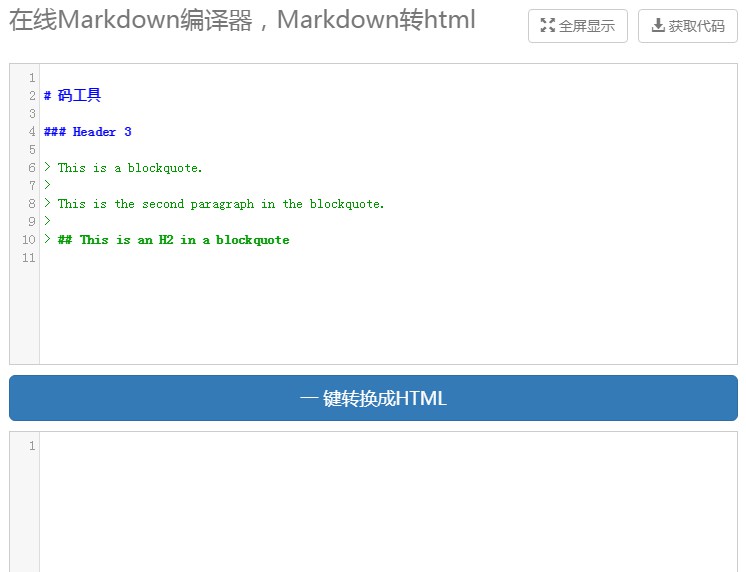 在线Markdown编译器，Markdown转html
全屏显示
获取代码
1
2 # 码工具
3
4 ### Header 3
5
6 > This is a blockquote.
7 >
8 > This is the second paragraph in the blockquote.
9 >
10 > ## This is an H2 in a blockquote
11
一键转换成HTML
1